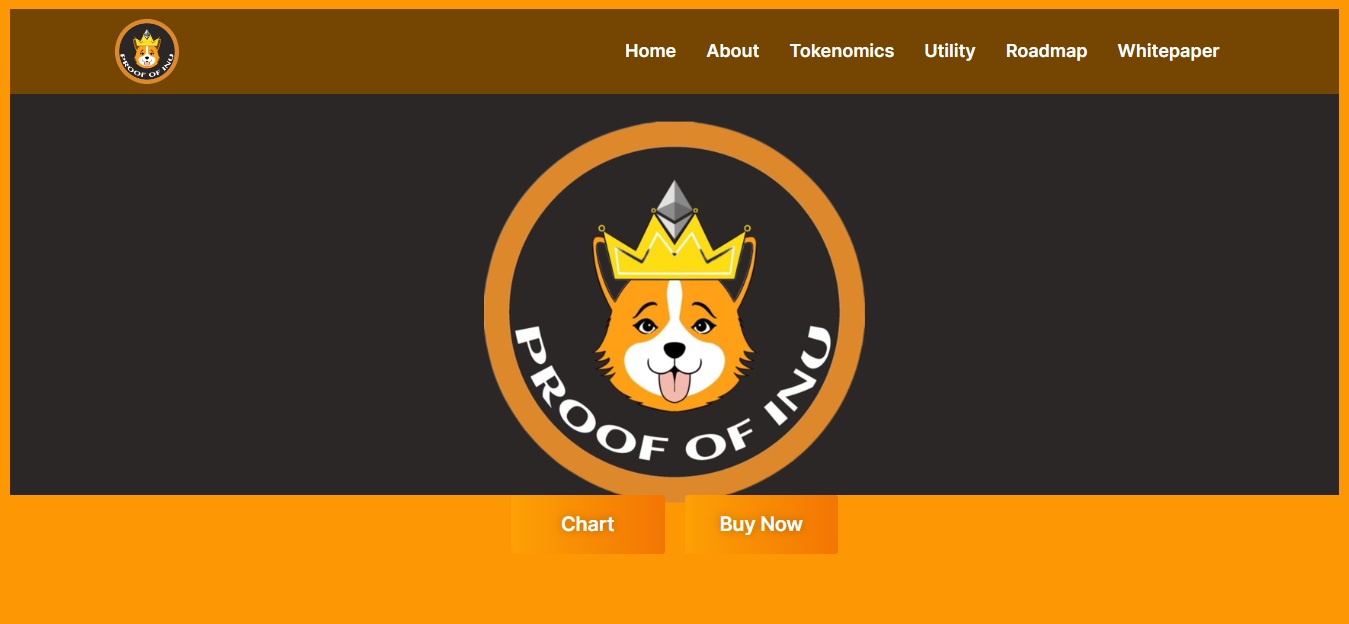 PROOF OF INU
Home About Tokenomics Utility Roadmap Whitepaper
PROOF OF INU
Chart Buy Now